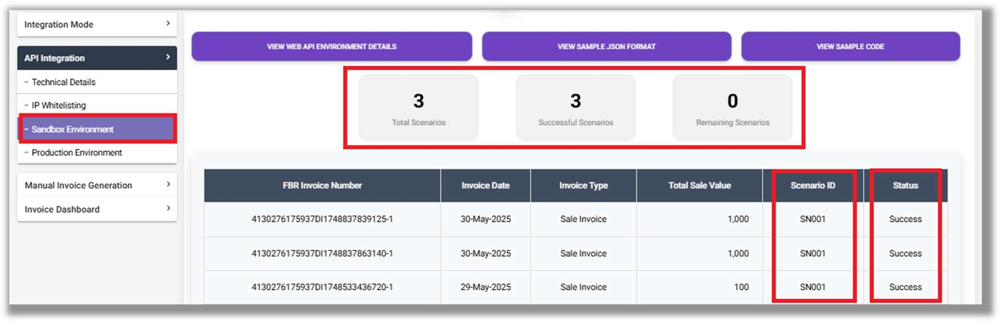 Integration Mode
API Integration
- Technical Details
- IP Whitelisting
- Sandbox Environment
- Production Environment
Manual Invoice Generation
Invoice Dashboard
VIEW WEB API ENVIRONMENT DETAILS
VIEW SAMPLE JSON FORMAT
VIEW SAMPLE CODE
3
Total Scenarios
3
Successful Scenarios
0
Remaining Scenarios
FBR Invoice Number Invoice Date Invoice Type Total Sale Value Scenario ID Status
4130276175937DI1748837839125-1 30-May-2025 Sale Invoice 1,000 SN001 Success
4130276175937DI1748837863140-1 30-May-2025 Sale Invoice 1,000 SN001 Success
4130276175937DI1748533436720-1 29-May-2025 Sale Invoice 100 SN001 Success